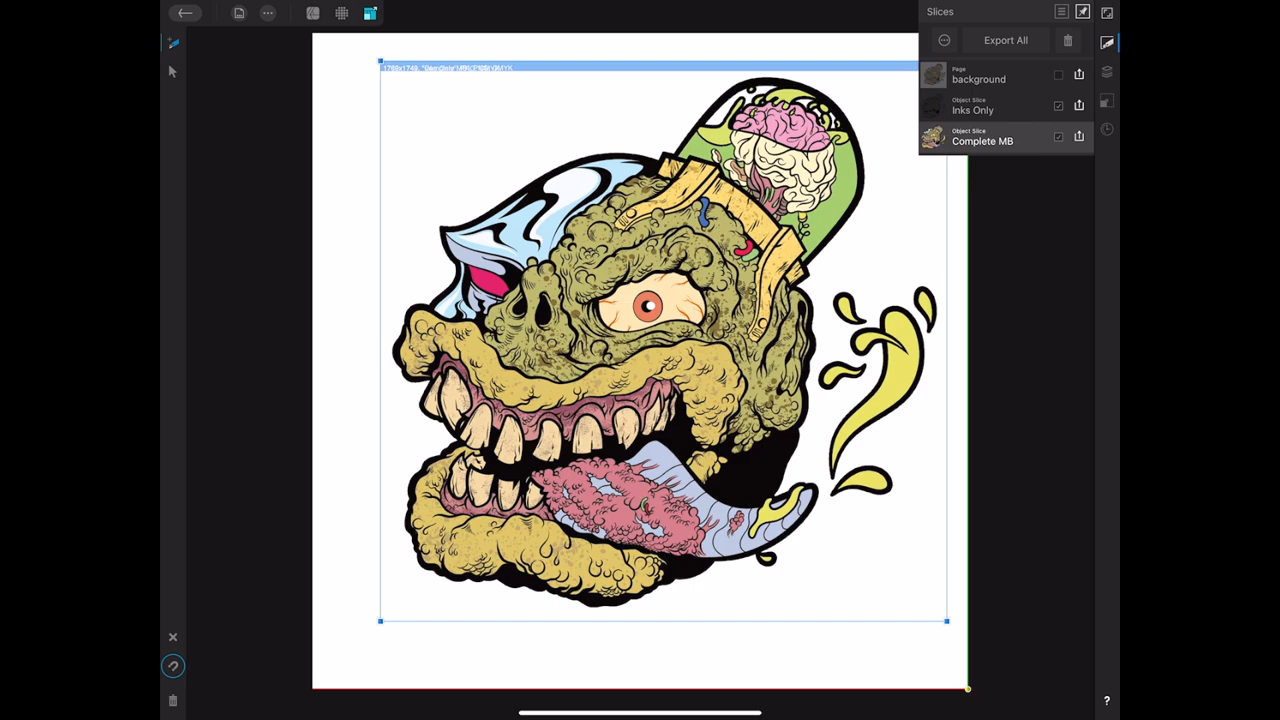 Slices
Export All
Page
background
Object Slice
Inks Only
Object Slice
Complete MB
?